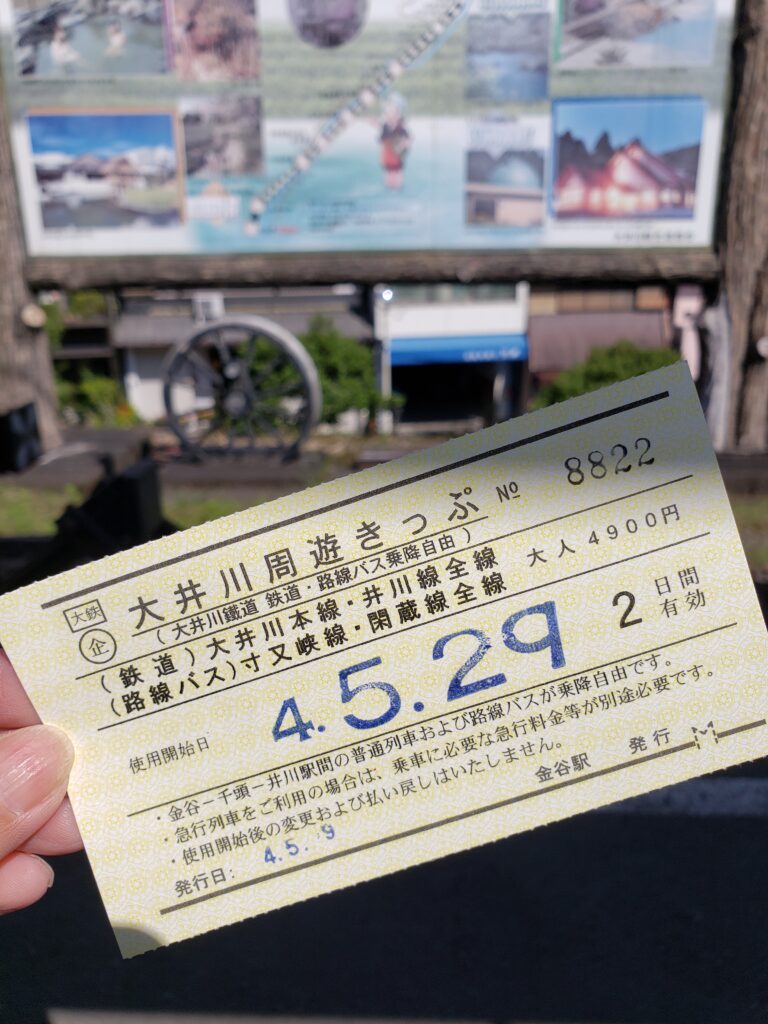 大井川周遊きっぷ № 8822
大鉄
企
(大井川鐵道 鉄道・路線バス乗降自由)
(鉄道)大井川本線・井川線全線 大人4900円
(路線バス)寸又峡線・閑蔵線全線
使用開始日 4.5.29 2日間有効
・金谷−千頭−井川駅間の普通列車および路線バスが乗降自由です。
・急行列車をご利用の場合は、乗車に必要な急行料金等が別途必要です。
・使用開始後の変更および払い戻しはいたしません。
発行日: 4.5.
金谷駅 発行 M